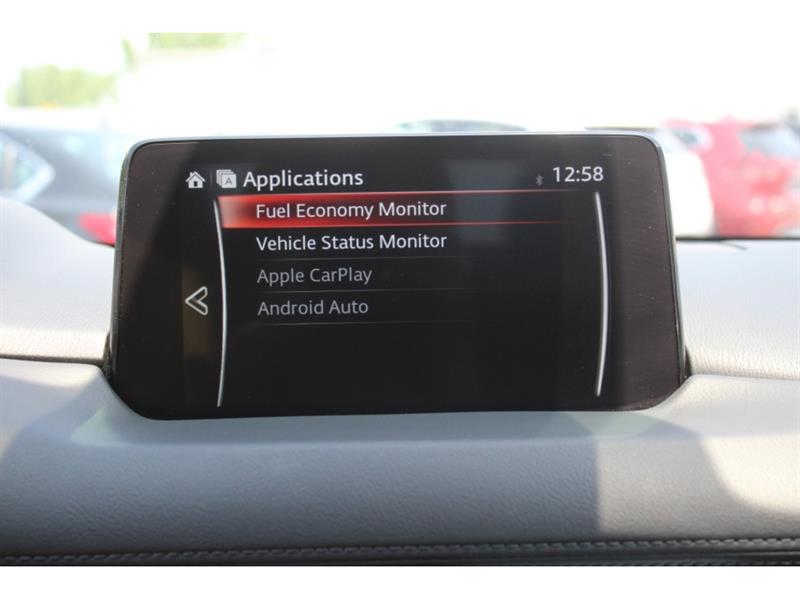 Applications 12:58
Fuel Economy Monitor
Vehicle Status Monitor
Apple CarPlay
Android Auto